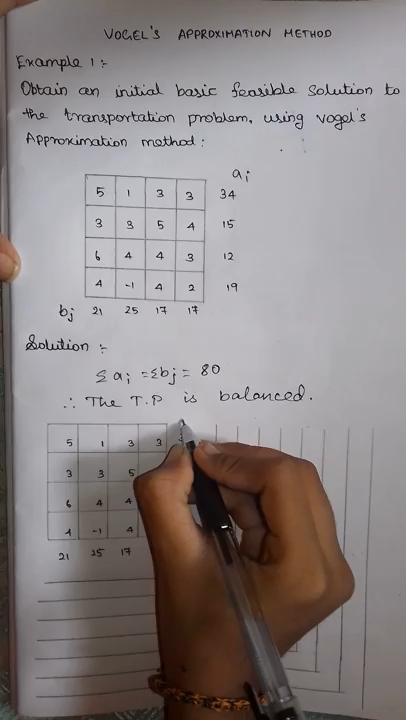 VOGEL'S APPROXIMATION METHOD
Example 1:-
Obtain an initial basic feasible solution to
the transportation problem, using vogel's
Approximation method:
ai
5 1 3 3 34
3 3 5 4 15
6 4 4 3 12
4 -1 4 2 19
bj 21 25 17 17
Solution :-
Σai = Σbj = 80
∴ The T.P is balanced.
5 1 3 3
3 3 5
6 4 4
4 -1 4
21 25 17